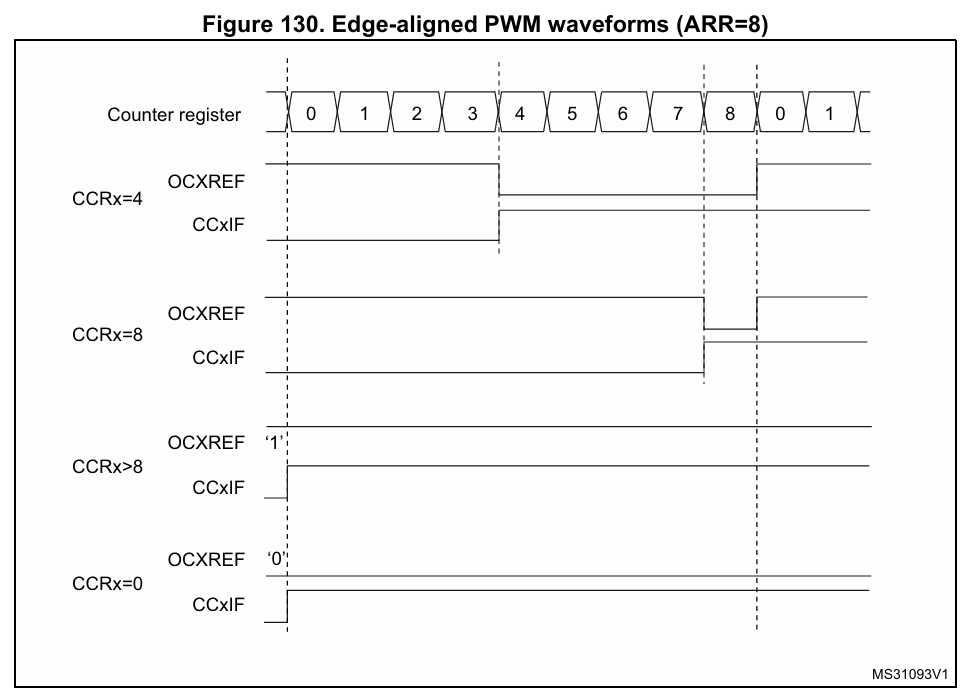 Figure 130. Edge-aligned PWM waveforms (ARR=8)
Counter register 0 1 2 3 4 5 6 7 8 0 1
OCXREF
CCRx=4
CCxIF
OCXREF
CCRx=8
CCxIF
OCXREF ‘1’
CCRx>8
CCxIF
OCXREF ‘0’
CCRx=0
CCxIF
MS31093V1